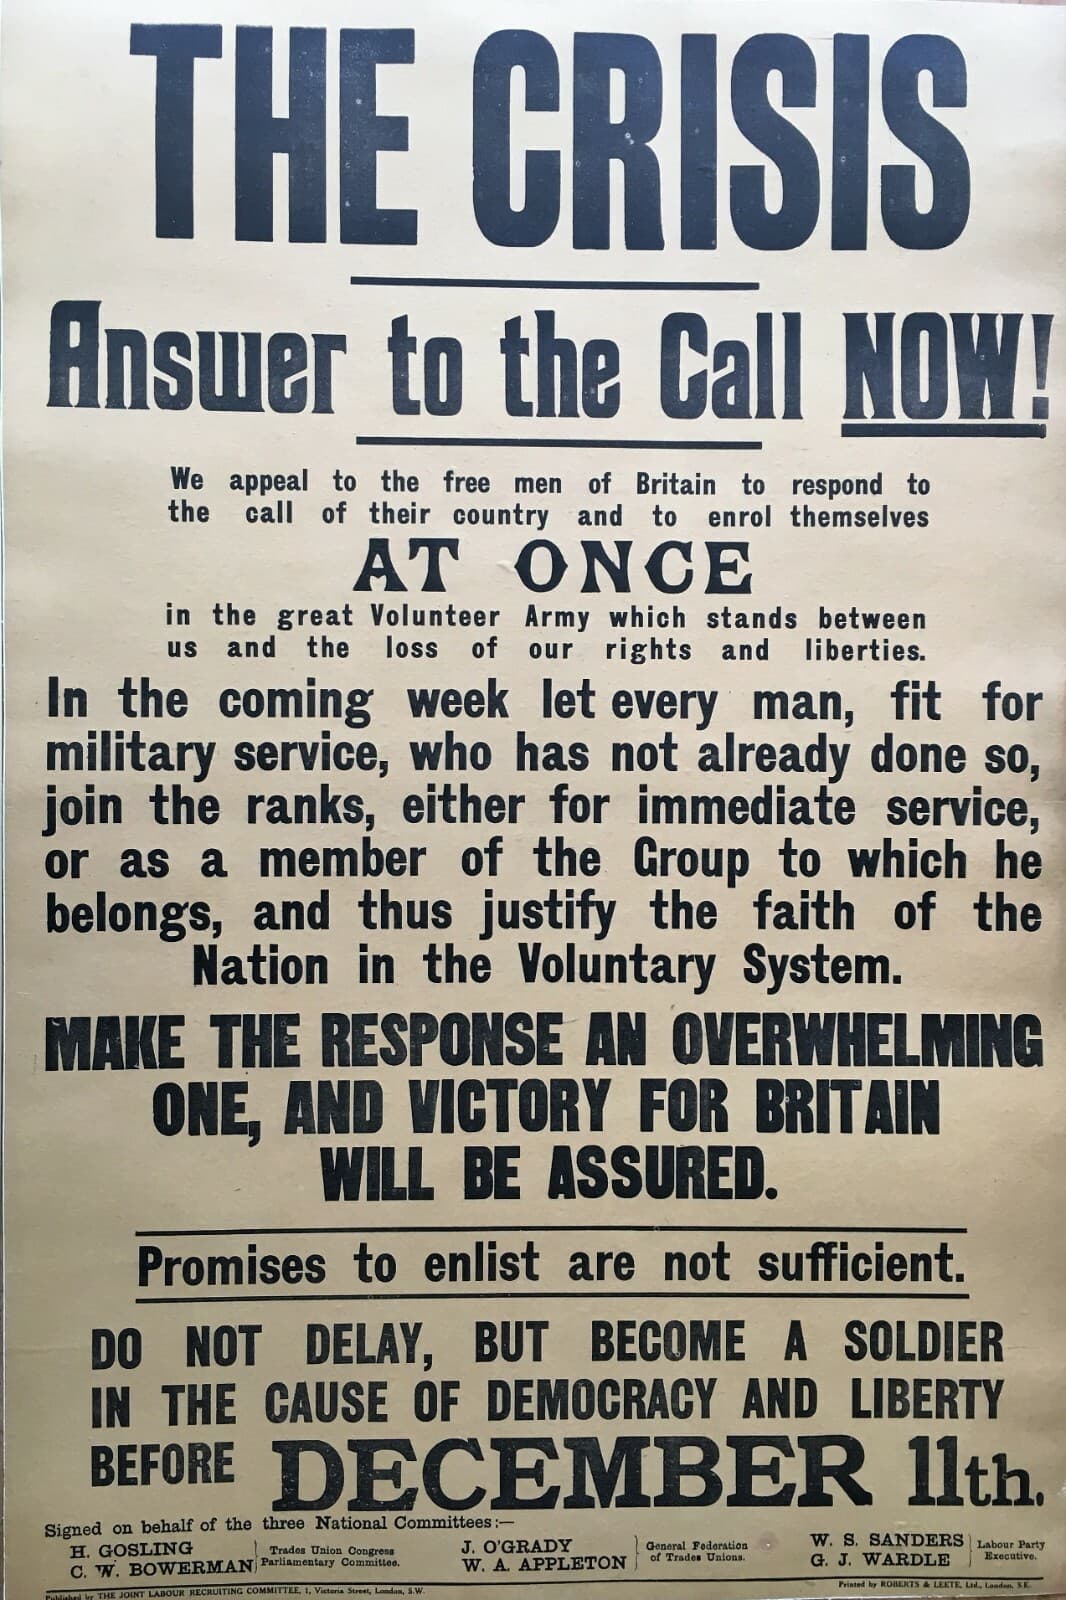 THE CRISIS
Answer to the Call NOW!
We appeal to the free men of Britain to respond to
the call of their country and to enrol themselves
AT ONCE
in the great Volunteer Army which stands between
us and the loss of our rights and liberties.
In the coming week let every man, fit for
military service, who has not already done so,
join the ranks, either for immediate service,
or as a member of the Group to which he
belongs, and thus justify the faith of the
Nation in the Voluntary System.
MAKE THE RESPONSE AN OVERWHELMING
ONE, AND VICTORY FOR BRITAIN
WILL BE ASSURED.
Promises to enlist are not sufficient.
DO NOT DELAY, BUT BECOME A SOLDIER
IN THE CAUSE OF DEMOCRACY AND LIBERTY
BEFORE DECEMBER 11th.
Signed on behalf of the three National Committees:—
H. GOSLING
C. W. BOWERMAN
Trades Union Congress
Parliamentary Committee.
J. O'GRADY
W. A. APPLETON
General Federation
of Trades Unions.
W. S. SANDERS
G. J. WARDLE
Labour Party
Executive.
Published by THE JOINT LABOUR RECRUITING COMMITTEE, 1, Victoria Street, London, S.W.
Printed by ROBERTS & LEETE, Ltd., London, S.E.